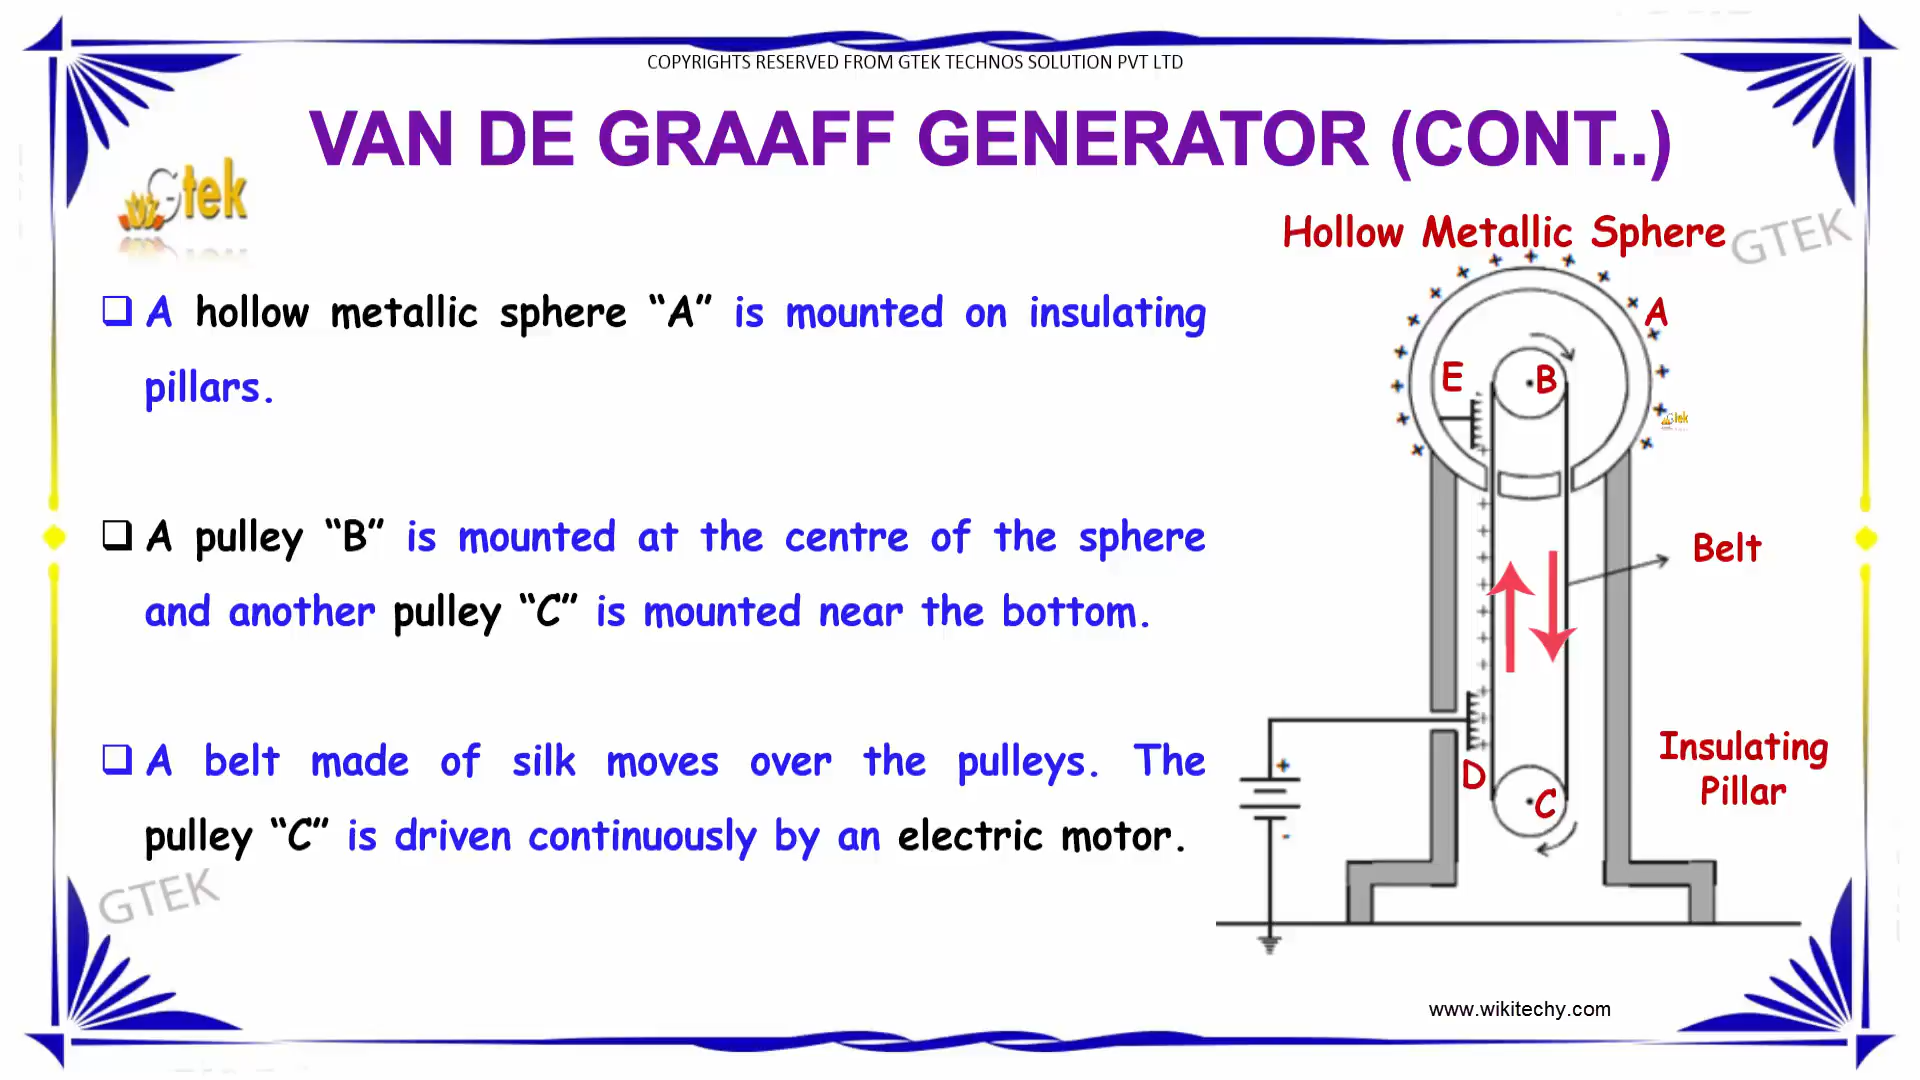 COPYRIGHTS RESERVED FROM GTEK TECHNOS SOLUTION PVT LTD
VAN DE GRAAFF GENERATOR (CONT..)
Gtek
Hollow Metallic Sphere
GTEK
❑ A hollow metallic sphere “A” is mounted on insulating
pillars.
A
E
B
Gtek
❑ A pulley “B” is mounted at the centre of the sphere
and another pulley “C” is mounted near the bottom.
Belt
❑ A belt made of silk moves over the pulleys. The
pulley “C” is driven continuously by an electric motor.
Insulating
Pillar
D
C
+
-
GTEK
www.wikitechy.com